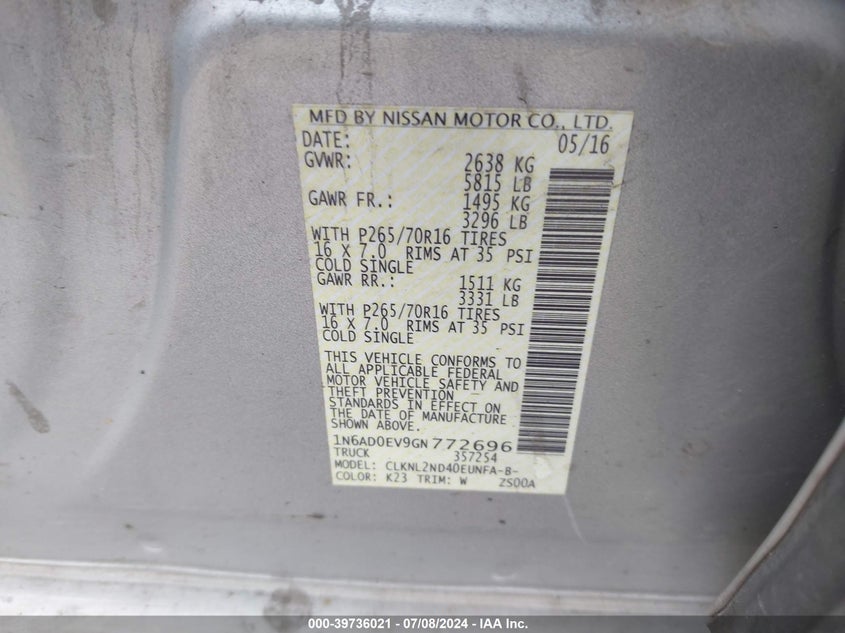 MFD BY NISSAN MOTOR CO., LTD.
DATE: 05/16
GVWR: 2638 KG
5815 LB
GAWR FR.: 1495 KG
3296 LB
WITH P265/70R16 TIRES
16 X 7.0 RIMS AT 35 PSI
COLD SINGLE
GAWR RR.: 1511 KG
3331 LB
WITH P265/70R16 TIRES
16 X 7.0 RIMS AT 35 PSI
COLD SINGLE
THIS VEHICLE CONFORMS TO
ALL APPLICABLE FEDERAL
MOTOR VEHICLE SAFETY AND
THEFT PREVENTION
STANDARDS IN EFFECT ON
THE DATE OF MANUFACTURE
SHOWN ABOVE.
1N6AD0EV9GN772696
TRUCK 357254
MODEL: CLKNL2ND40EUNFA-B-
COLOR: K23 TRIM: W ZS00A
000-39736021 - 07/08/2024 - IAA Inc.